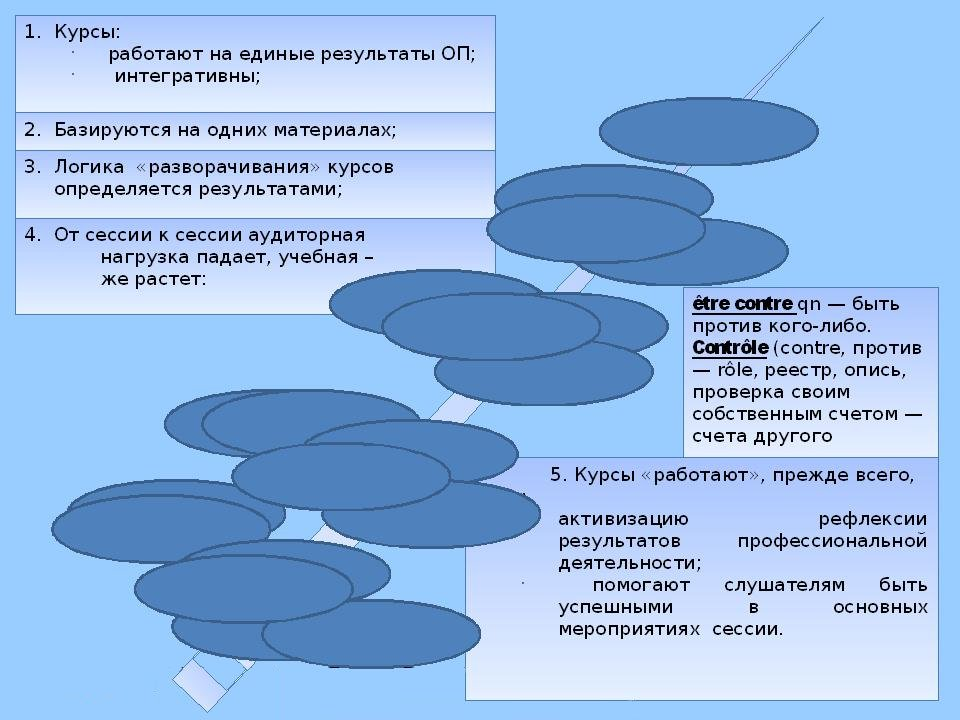 1. Курсы:
· работают на единые результаты ОП;
· интегративны;
2. Базируются на одних материалах;
3. Логика «разворачивания» курсов
определяется результатами;
4. От сессии к сессии аудиторная
нагрузка падает, учебная –
же растет:
être contre qn — быть
против кого-либо.
Contrôle (contre, против
— rôle, реестр, опись,
проверка своим
собственным счетом —
счета другого
5. Курсы «работают», прежде всего,
активизацию рефлексии
результатов профессиональной
деятельности;
· помогают слушателям быть
успешными в основных
мероприятиях сессии.